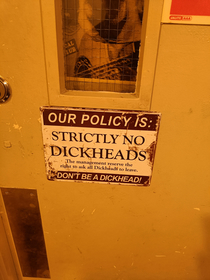 OUR POLICY IS:
STRICTLY NO
DICKHEADS
The management reserve the
right to ask all Dickheads to leave.
DON'T BE A DICKHEAD!